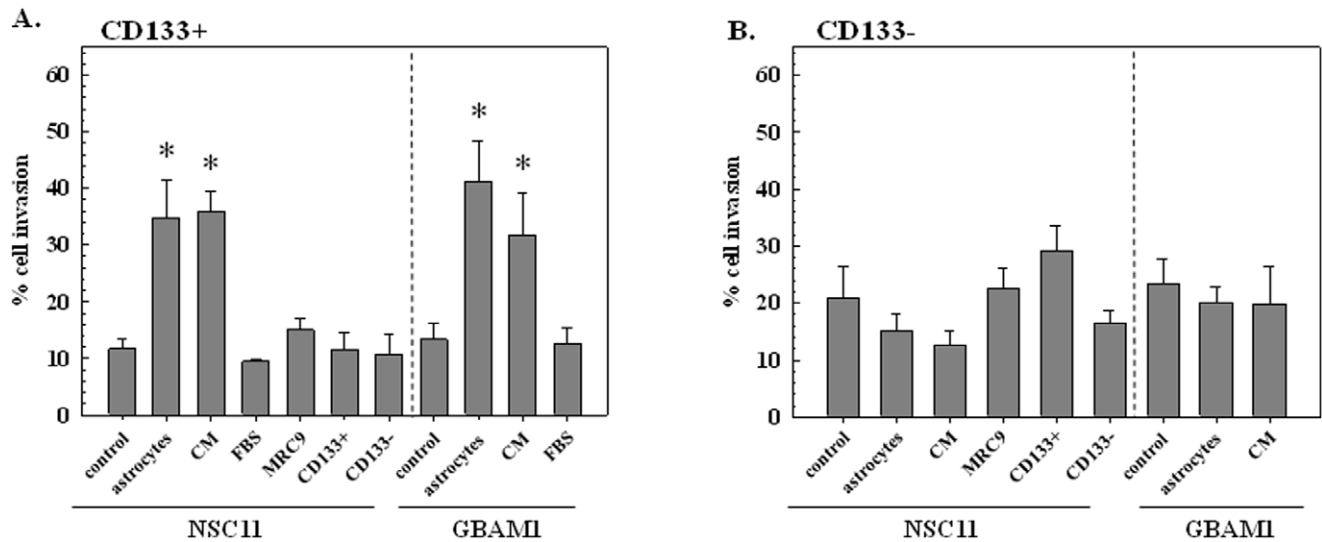 A.
CD133+
% cell invasion
60
50
40
30
20
10
0
* * * *
control astrocytes CM FBS MRC9 CD133+ CD133- control astrocytes CM FBS
NSC11 GBAM1
B.
CD133-
% cell invasion
60
50
40
30
20
10
0
control astrocytes CM MRC9 CD133+ CD133- control astrocytes CM
NSC11 GBAM1